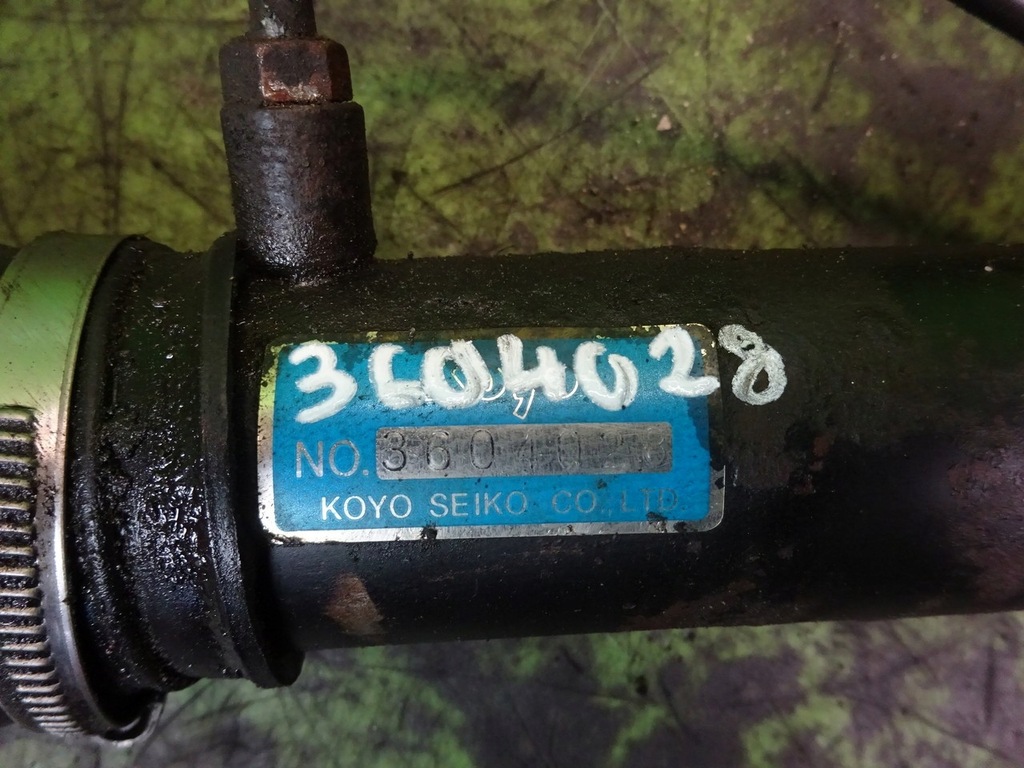 3604028
NO. 3604028
KOYO SEIKO CO., LTD.